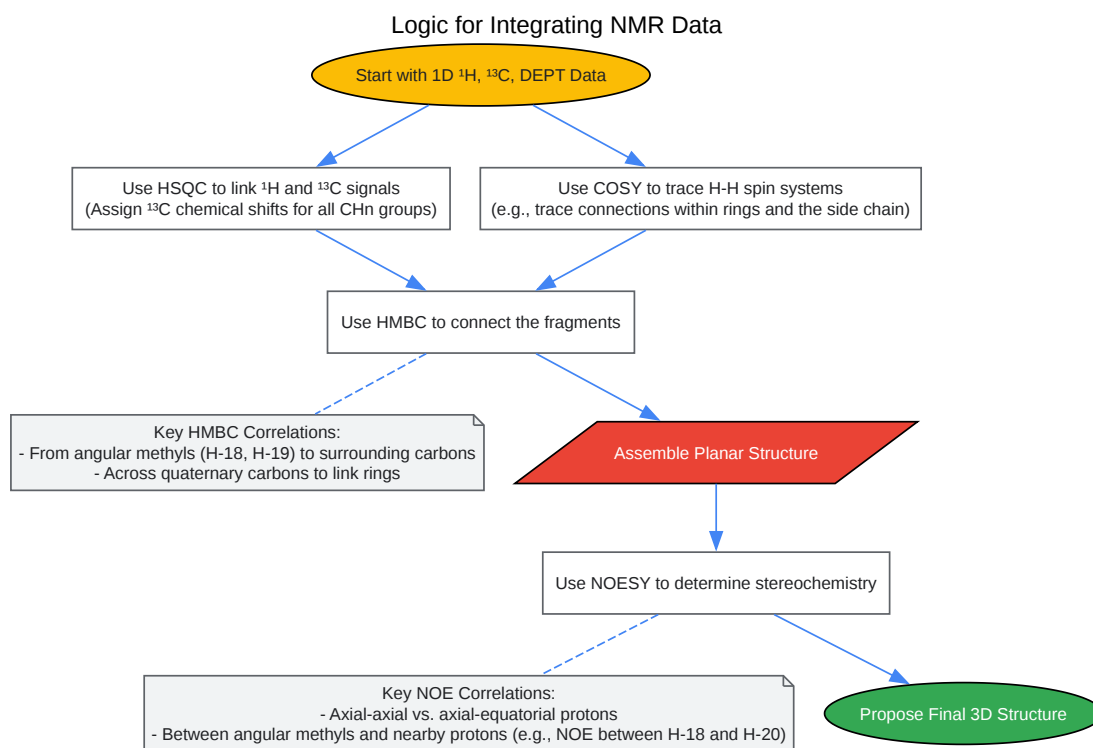 Logic for Integrating NMR Data
Start with 1D ¹H, ¹³C, DEPT Data
Use HSQC to link ¹H and ¹³C signals
(Assign ¹³C chemical shifts for all CHn groups)
Use COSY to trace H-H spin systems
(e.g., trace connections within rings and the side chain)
Use HMBC to connect the fragments
Key HMBC Correlations:
- From angular methyls (H-18, H-19) to surrounding carbons
- Across quaternary carbons to link rings
Assemble Planar Structure
Use NOESY to determine stereochemistry
Key NOE Correlations:
- Axial-axial vs. axial-equatorial protons
- Between angular methyls and nearby protons (e.g., NOE between H-18 and H-20)
Propose Final 3D Structure